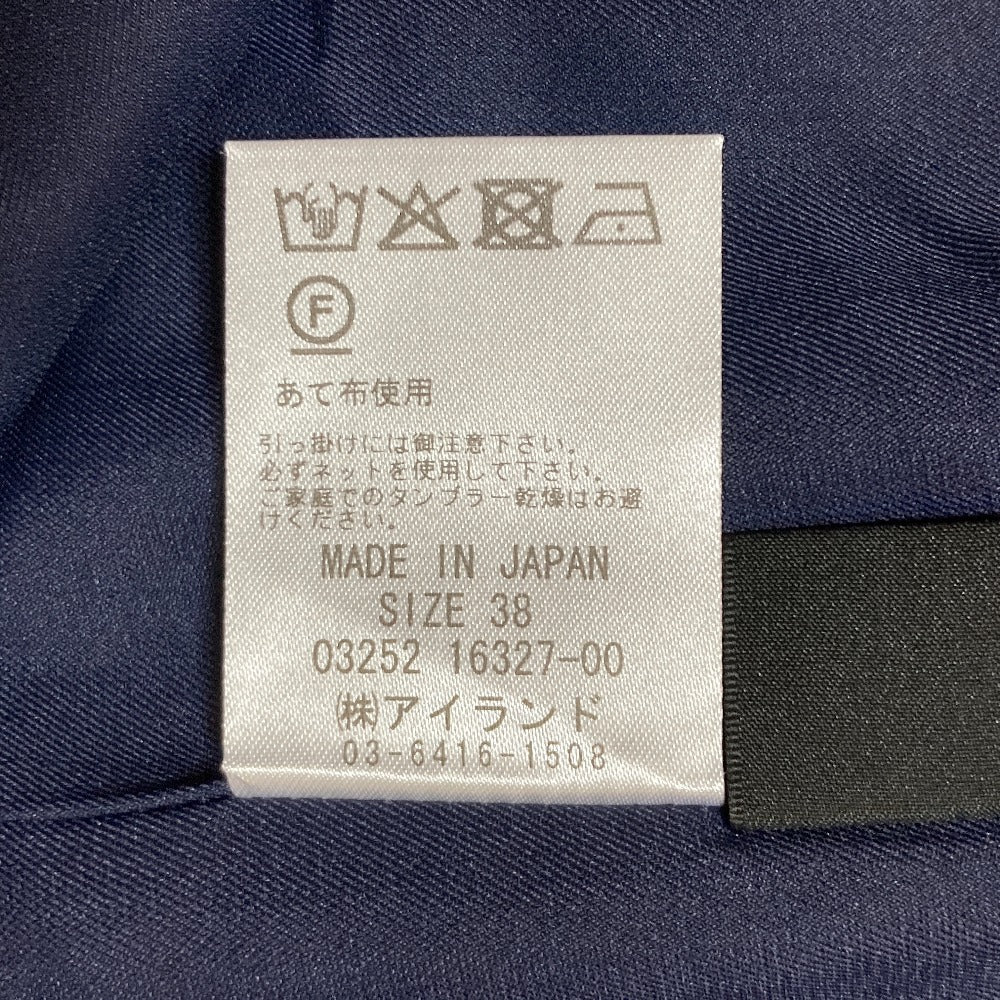 F
あて布使用
引っ掛けには御注意下さい。
必ずネットを使用して下さい。
ご家庭でのタンブラー乾燥はお避
けください。
MADE IN JAPAN
SIZE 38
03252 16327-00
㈱アイランド
03-6416-1508